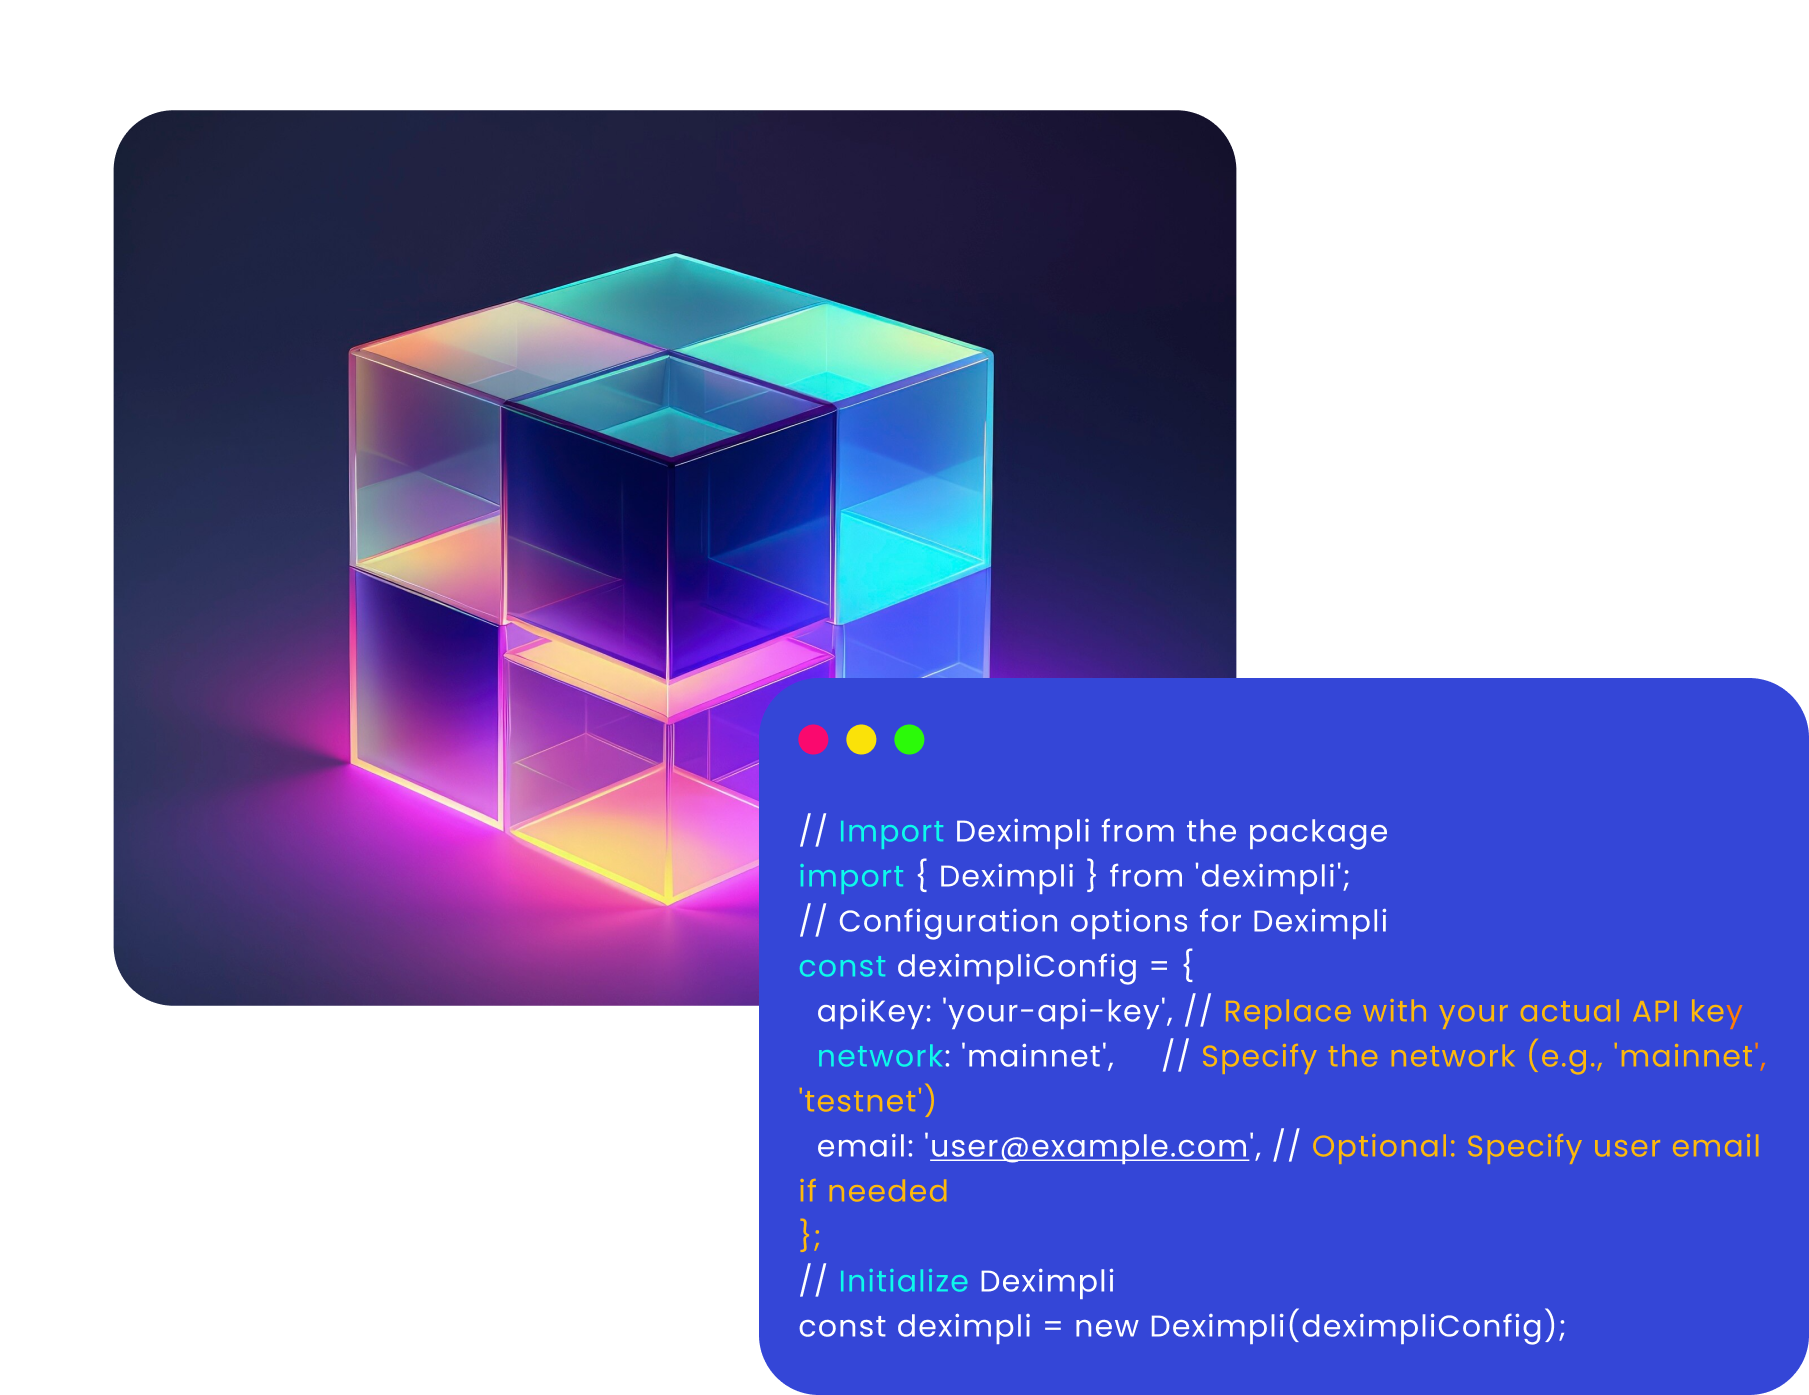 // Import Deximpli from the package
import { Deximpli } from 'deximpli';
// Configuration options for Deximpli
const deximpliConfig = {
  apiKey: 'your-api-key', // Replace with your actual API key
  network: 'mainnet',     // Specify the network (e.g., 'mainnet',
'testnet')
  email: 'user@example.com', // Optional: Specify user email
if needed
};
// Initialize Deximpli
const deximpli = new Deximpli(deximpliConfig);